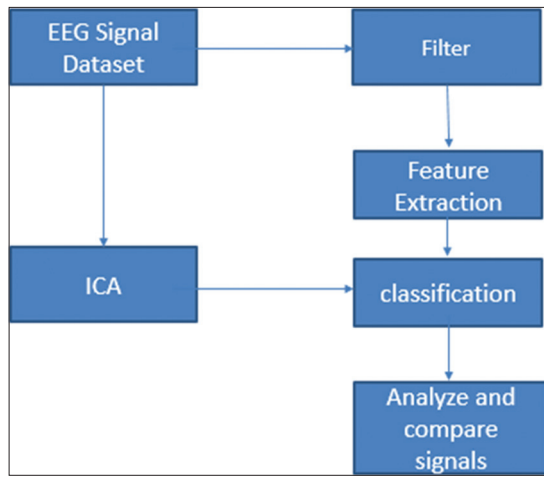 EEG Signal
Dataset
Filter
Feature
Extraction
ICA
classification
Analyze and
compare
signals